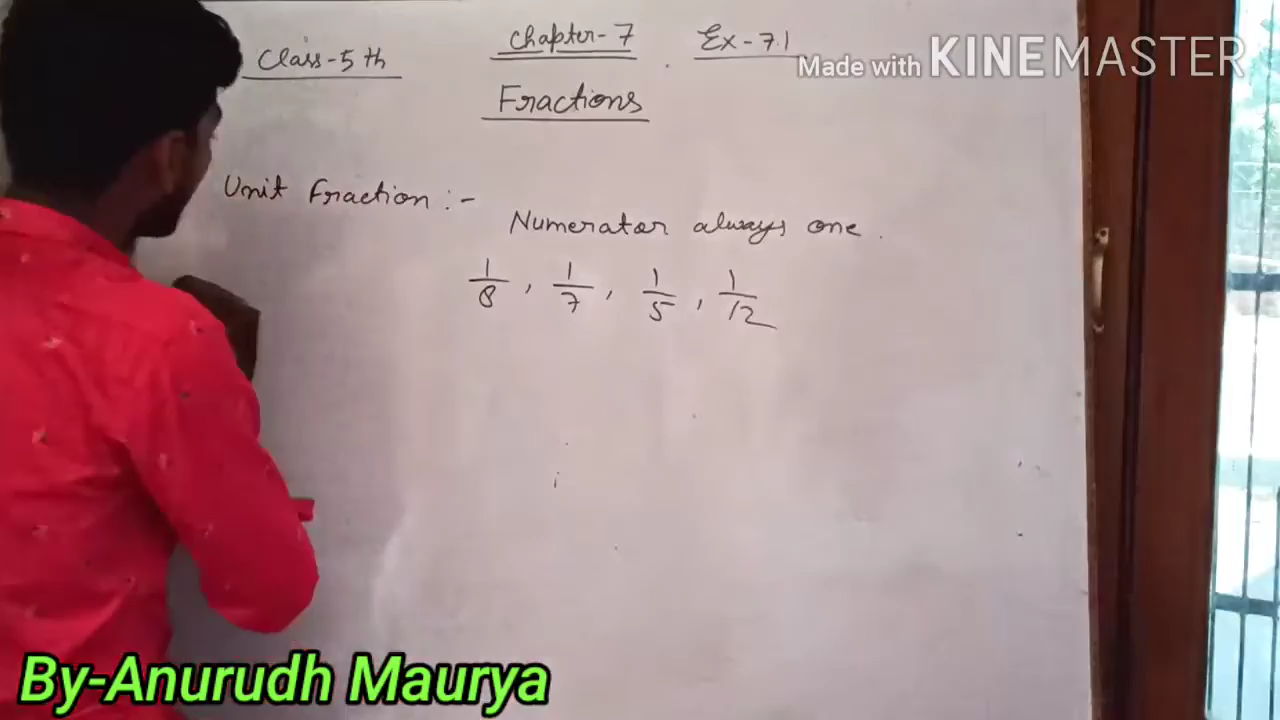 Class-5th Chapter-7 Ex-7.1
Made with KINEMASTER
Fractions
Unit Fraction :-
Numerator always one.
1/8, 1/7, 1/5, 1/12
By-Anurudh Maurya